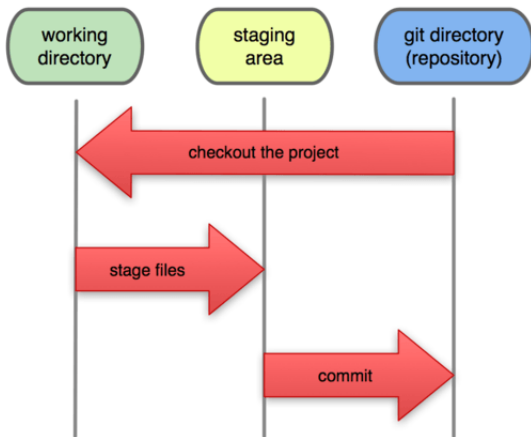 working
directory
staging
area
git directory
(repository)
checkout the project
stage files
commit